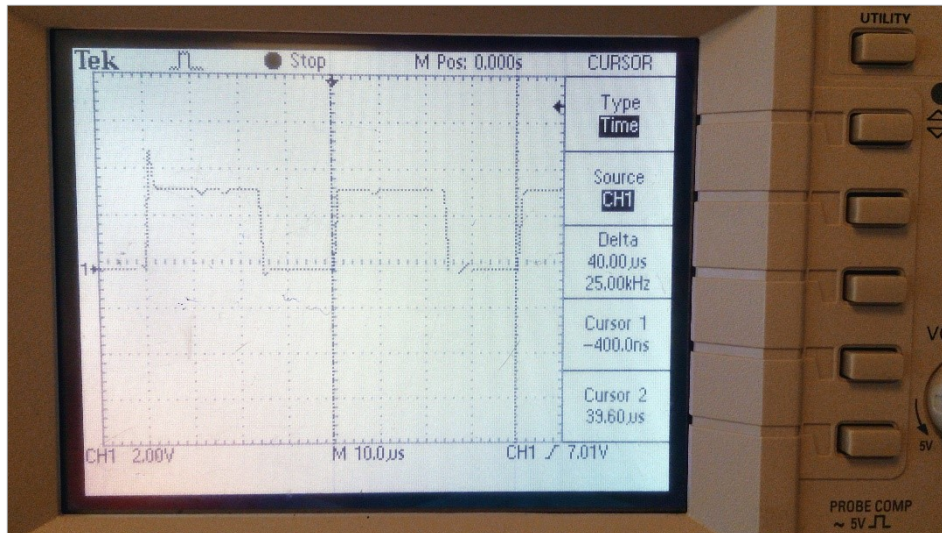 UTILITY
Tek Stop M Pos: 0.000s CURSOR
Type
Time
Source
CH1
Delta
40.00µs
25.00kHz
Cursor 1
-400.0ns
Cursor 2
39.60µs
1
CH1 2.00V M 10.0µs CH1 7.01V
5V
PROBE COMP
~ 5V